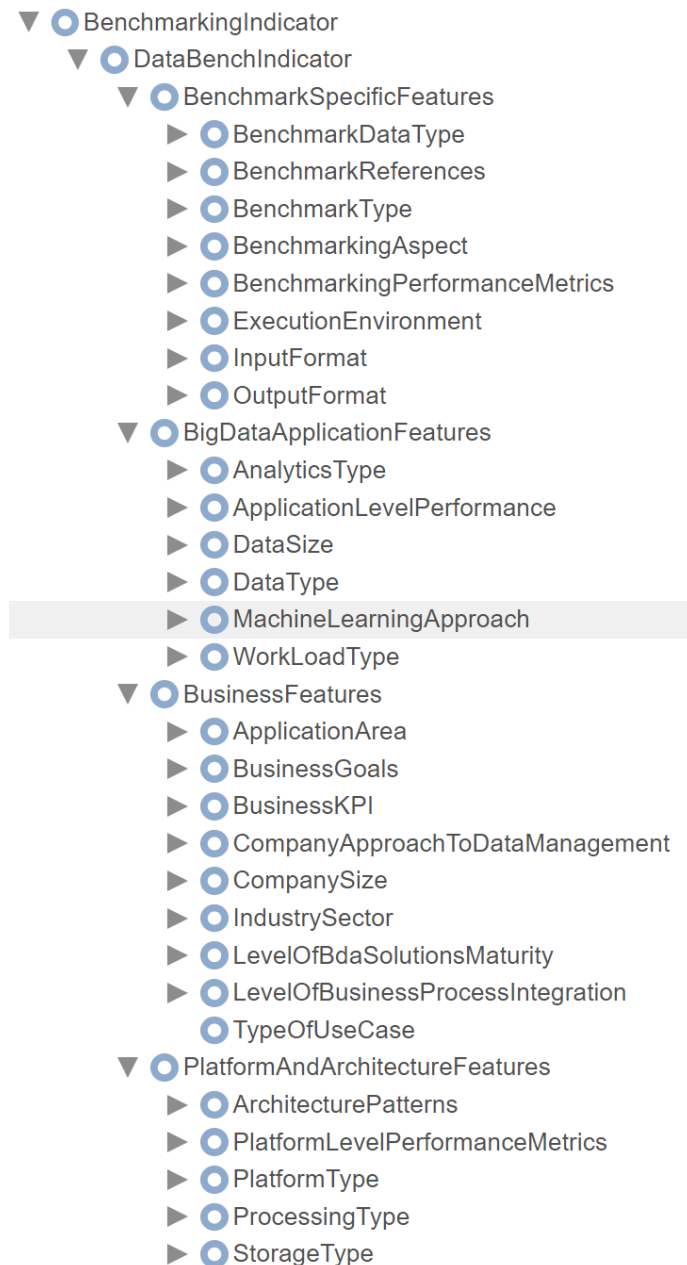 BenchmarkingIndicator
DataBenchIndicator
BenchmarkSpecificFeatures
BenchmarkDataType
BenchmarkReferences
BenchmarkType
BenchmarkingAspect
BenchmarkingPerformanceMetrics
ExecutionEnvironment
InputFormat
OutputFormat
BigDataApplicationFeatures
AnalyticsType
ApplicationLevelPerformance
DataSize
DataType
MachineLearningApproach
WorkLoadType
BusinessFeatures
ApplicationArea
BusinessGoals
BusinessKPI
CompanyApproachToDataManagement
CompanySize
IndustrySector
LevelOfBdaSolutionsMaturity
LevelOfBusinessProcessIntegration
TypeOfUseCase
PlatformAndArchitectureFeatures
ArchitecturePatterns
PlatformLevelPerformanceMetrics
PlatformType
ProcessingType
StorageType